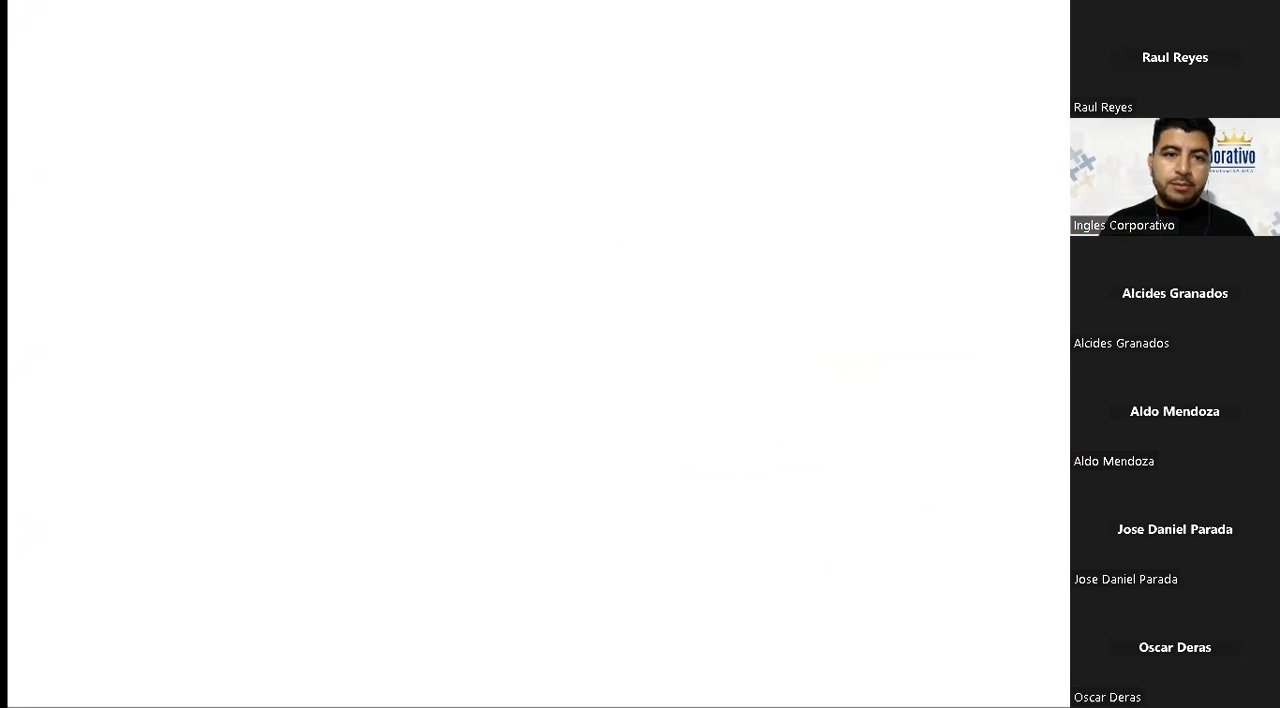 Raul Reyes
Raul Reyes
orativo
Ingles Corporativo
Alcides Granados
Alcides Granados
Aldo Mendoza
Aldo Mendoza
Jose Daniel Parada
Jose Daniel Parada
Oscar Deras
Oscar Deras